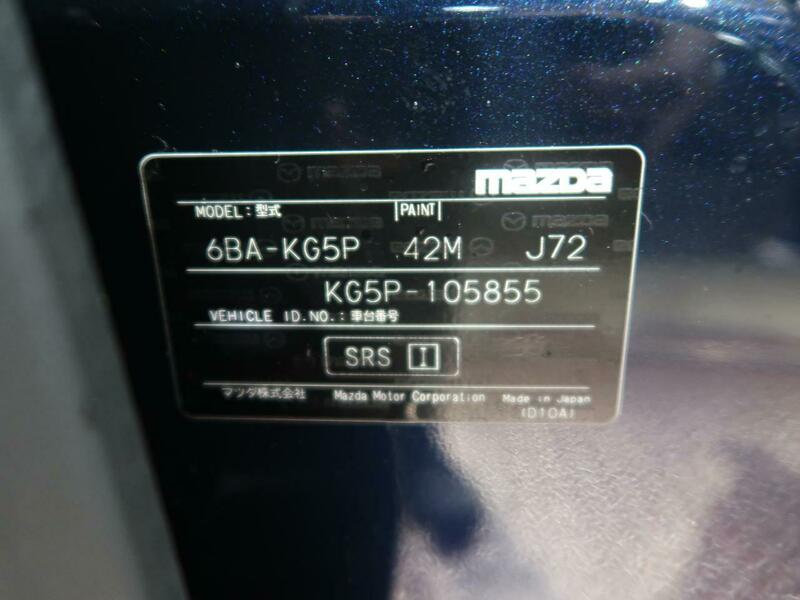 mazda
MODEL：型式 PAINT
6BA-KG5P 42M J72
KG5P-105855
VEHICLE ID.NO.：車台番号
SRS I
マツダ株式会社 Mazda Motor Corporation Made in Japan